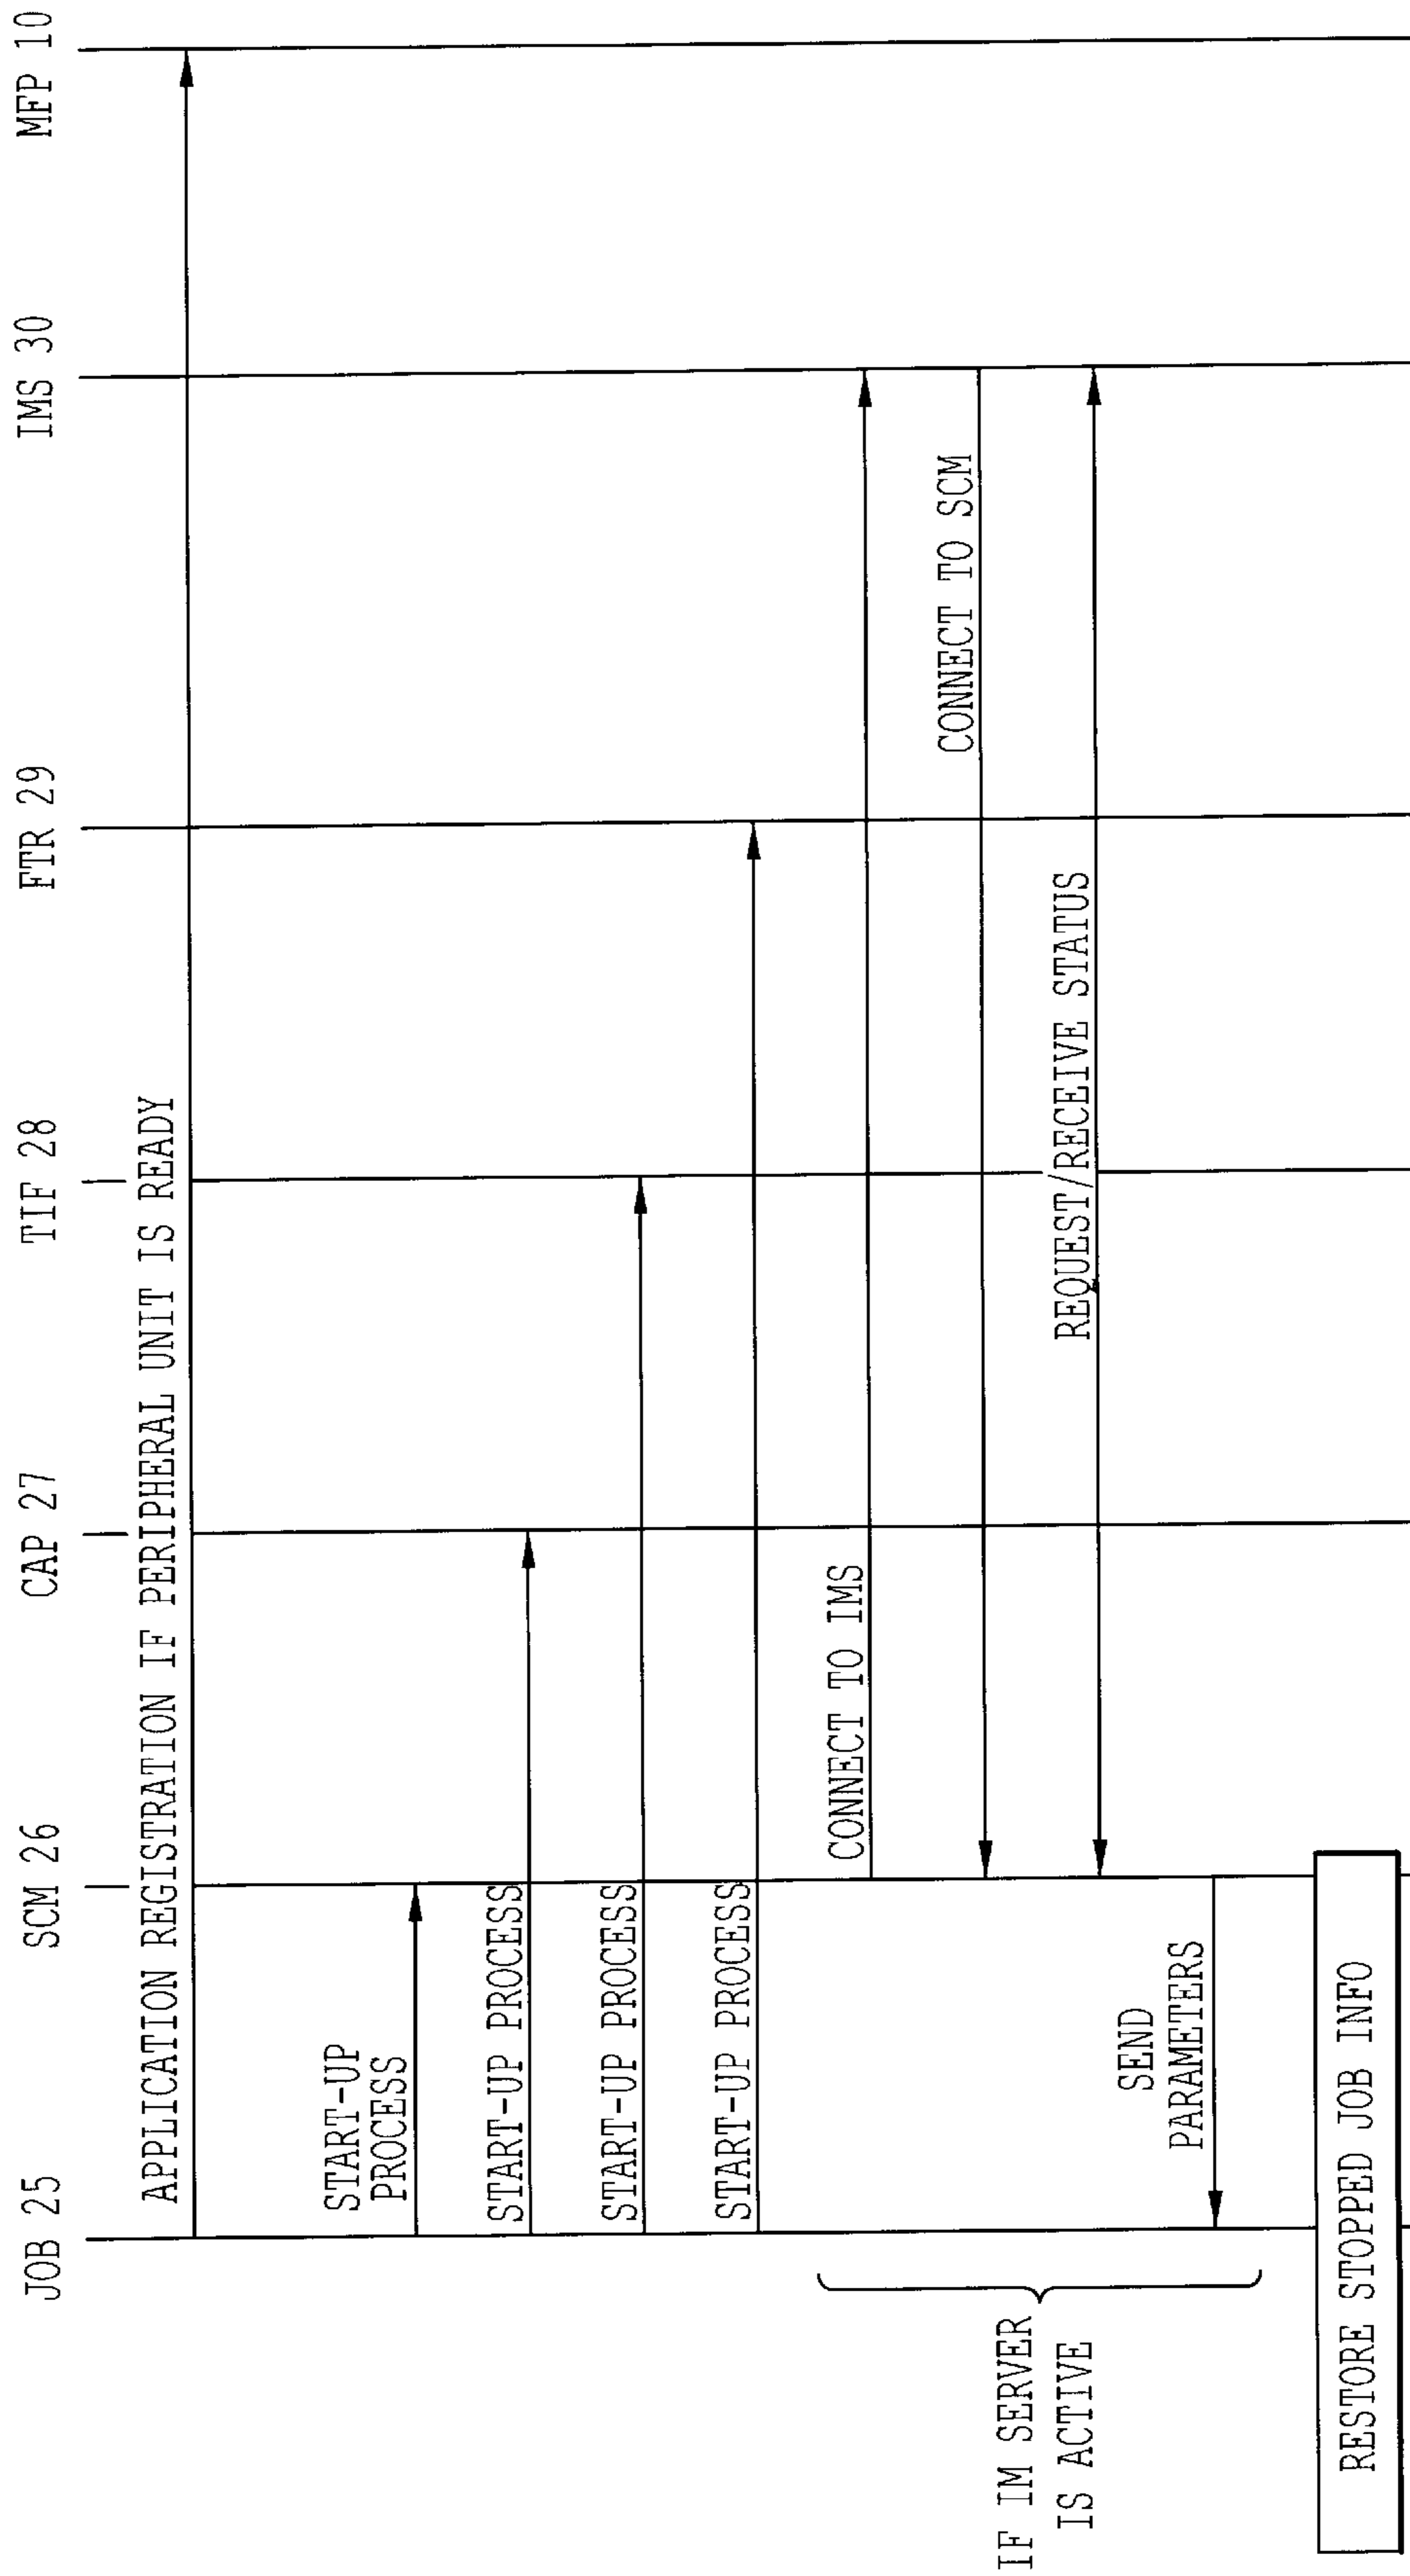 JOB 25
SCM 26
CAP 27
TIF 28
FTR 29
IMS 30
MFP 10
APPLICATION REGISTRATION IF PERIPHERAL UNIT IS READY
START-UP
PROCESS
START-UP PROCESS
START-UP PROCESS
START-UP PROCESS
CONNECT TO IMS
CONNECT TO SCM
IF IM SERVER
IS ACTIVE
REQUEST/RECEIVE STATUS
SEND
PARAMETERS
RESTORE STOPPED JOB INFO